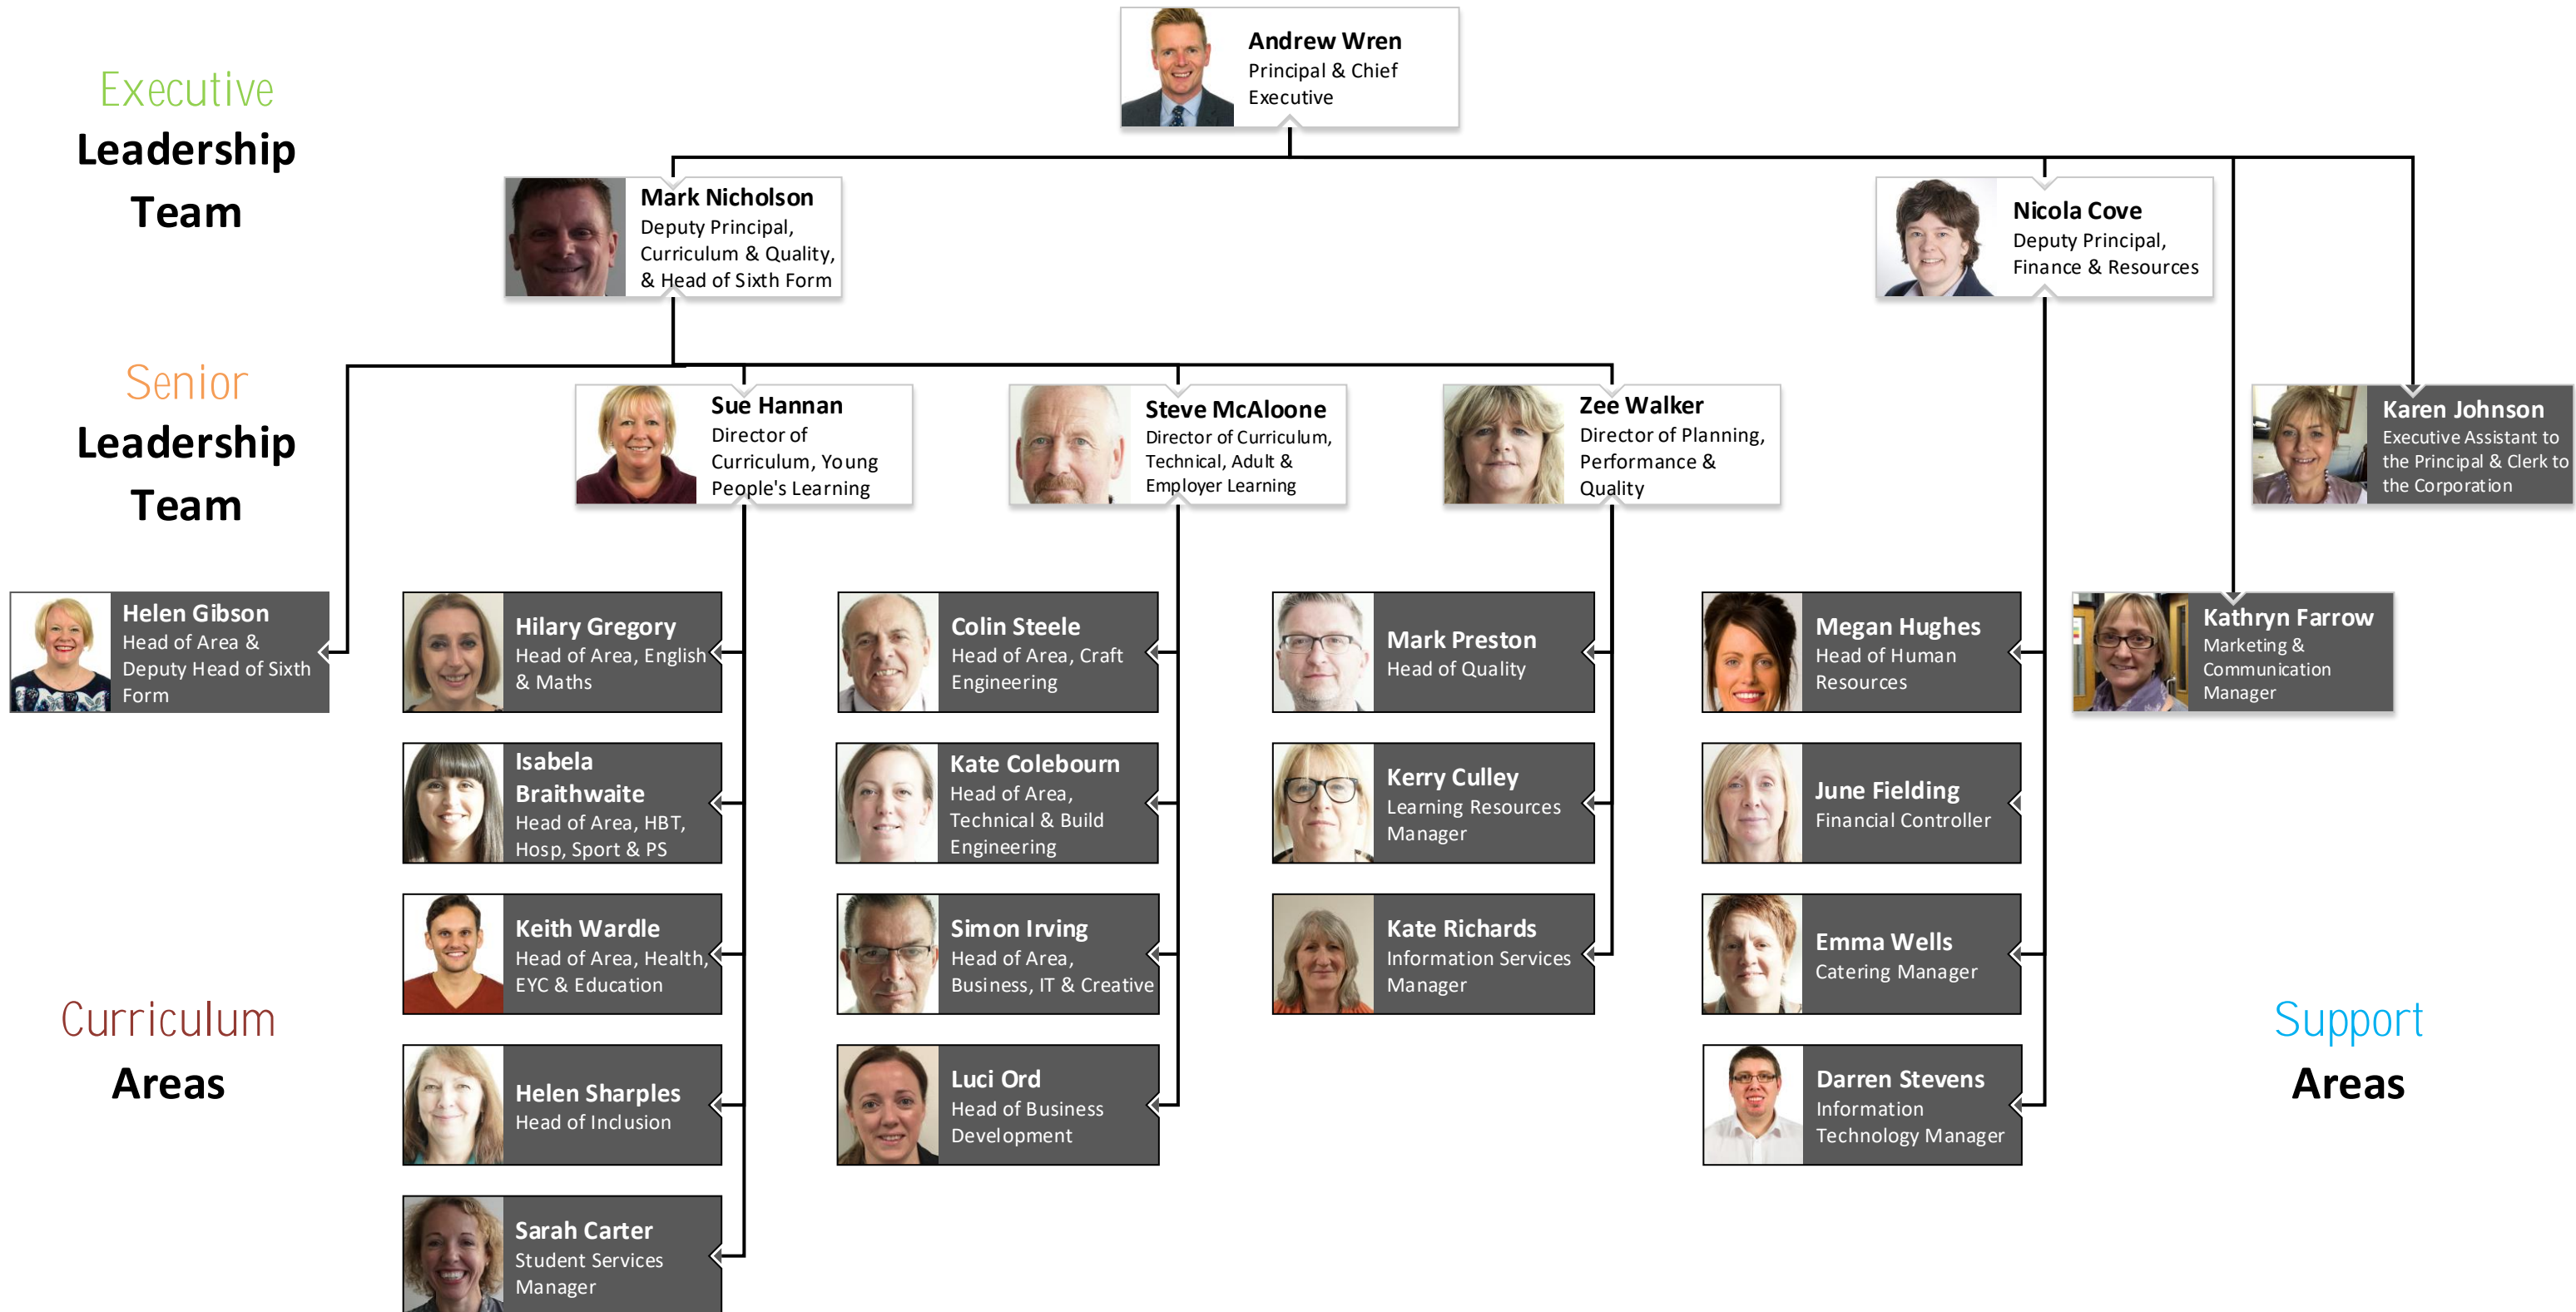 Andrew Wren
Principal & Chief
Executive
Executive
Leadership
Team
Mark Nicholson
Deputy Principal,
Curriculum & Quality,
& Head of Sixth Form
Nicola Cove
Deputy Principal,
Finance & Resources
Senior
Leadership
Team
Sue Hannan
Director of
Curriculum, Young
People's Learning
Steve McAloone
Director of Curriculum,
Technical, Adult &
Employer Learning
Zee Walker
Director of Planning,
Performance &
Quality
Karen Johnson
Executive Assistant to
the Principal & Clerk to
the Corporation
Helen Gibson
Head of Area &
Deputy Head of Sixth
Form
Hilary Gregory
Head of Area, English
& Maths
Colin Steele
Head of Area, Craft
Engineering
Mark Preston
Head of Quality
Megan Hughes
Head of Human
Resources
Kathryn Farrow
Marketing &
Communication
Manager
Isabela
Braithwaite
Head of Area, HBT,
Hosp, Sport & PS
Kate Colebourn
Head of Area,
Technical & Build
Engineering
Kerry Culley
Learning Resources
Manager
June Fielding
Financial Controller
Keith Wardle
Head of Area, Health,
EYC & Education
Simon Irving
Head of Area,
Business, IT & Creative
Kate Richards
Information Services
Manager
Emma Wells
Catering Manager
Curriculum
Areas
Helen Sharples
Head of Inclusion
Luci Ord
Head of Business
Development
Darren Stevens
Information
Technology Manager
Support
Areas
Sarah Carter
Student Services
Manager